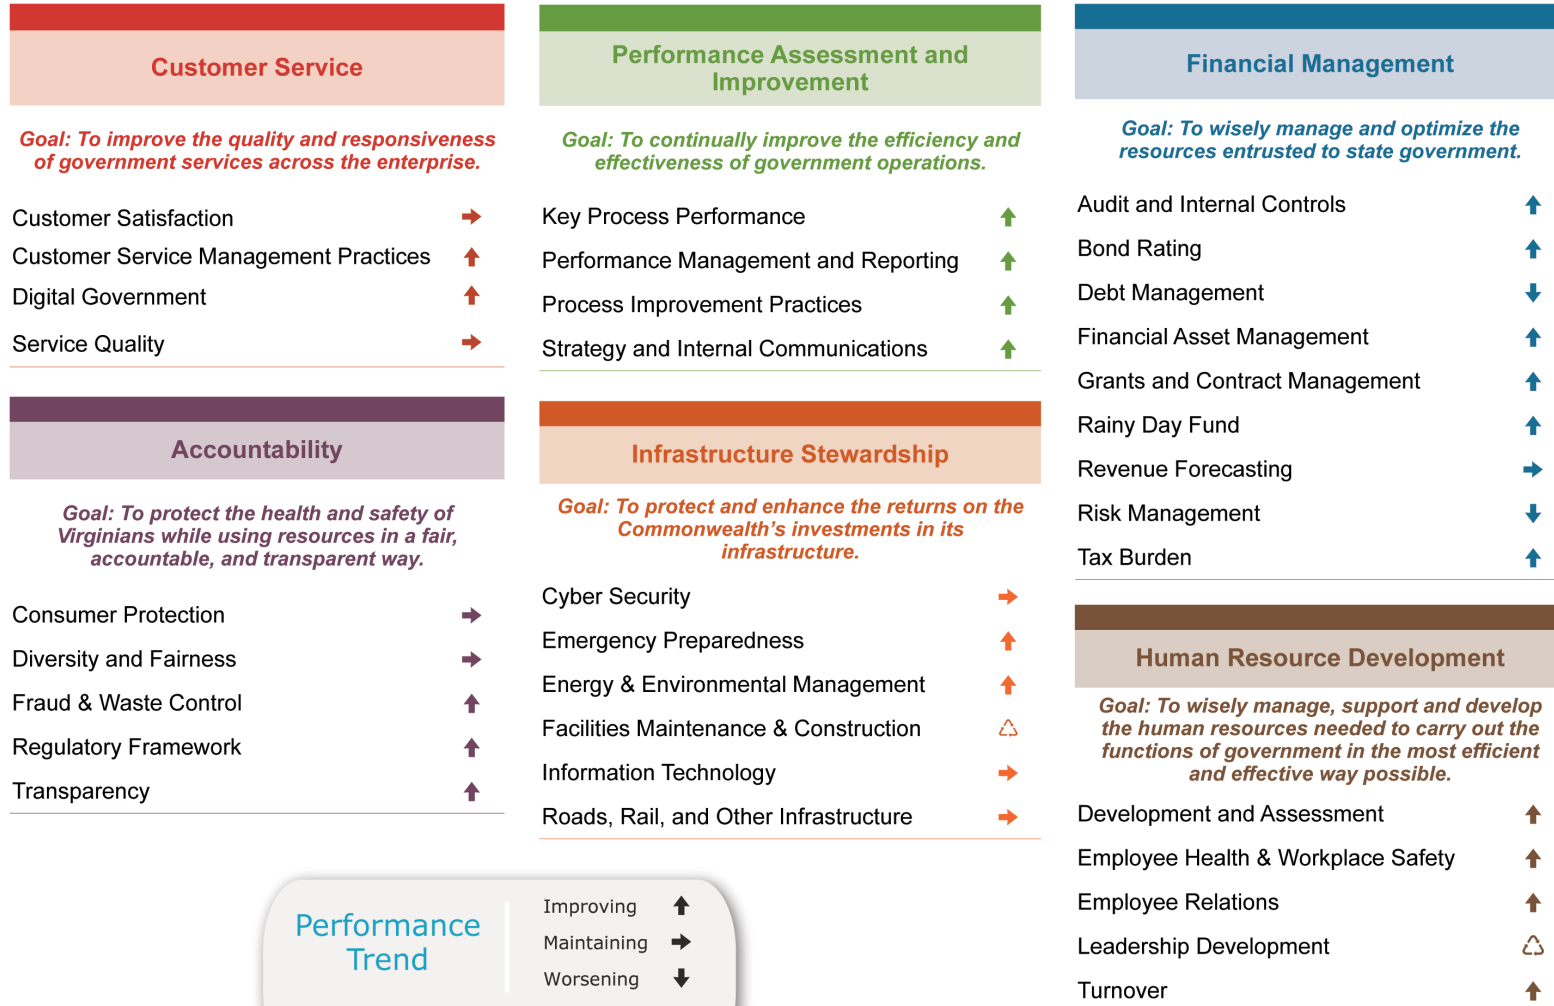 Customer Service
Goal: To improve the quality and responsiveness
of government services across the enterprise.
Customer Satisfaction
Customer Service Management Practices
Digital Government
Service Quality
Accountability
Goal: To protect the health and safety of
Virginians while using resources in a fair,
accountable, and transparent way.
Consumer Protection
Diversity and Fairness
Fraud & Waste Control
Regulatory Framework
Transparency
Performance Assessment and
Improvement
Goal: To continually improve the efficiency and
effectiveness of government operations.
Key Process Performance
Performance Management and Reporting
Process Improvement Practices
Strategy and Internal Communications
Infrastructure Stewardship
Goal: To protect and enhance the returns on the
Commonwealth’s investments in its
infrastructure.
Cyber Security
Emergency Preparedness
Energy & Environmental Management
Facilities Maintenance & Construction
Information Technology
Roads, Rail, and Other Infrastructure
Financial Management
Goal: To wisely manage and optimize the
resources entrusted to state government.
Audit and Internal Controls
Bond Rating
Debt Management
Financial Asset Management
Grants and Contract Management
Rainy Day Fund
Revenue Forecasting
Risk Management
Tax Burden
Human Resource Development
Goal: To wisely manage, support and develop
the human resources needed to carry out the
functions of government in the most efficient
and effective way possible.
Development and Assessment
Employee Health & Workplace Safety
Employee Relations
Leadership Development
Turnover
Performance
Trend
Improving
Maintaining
Worsening